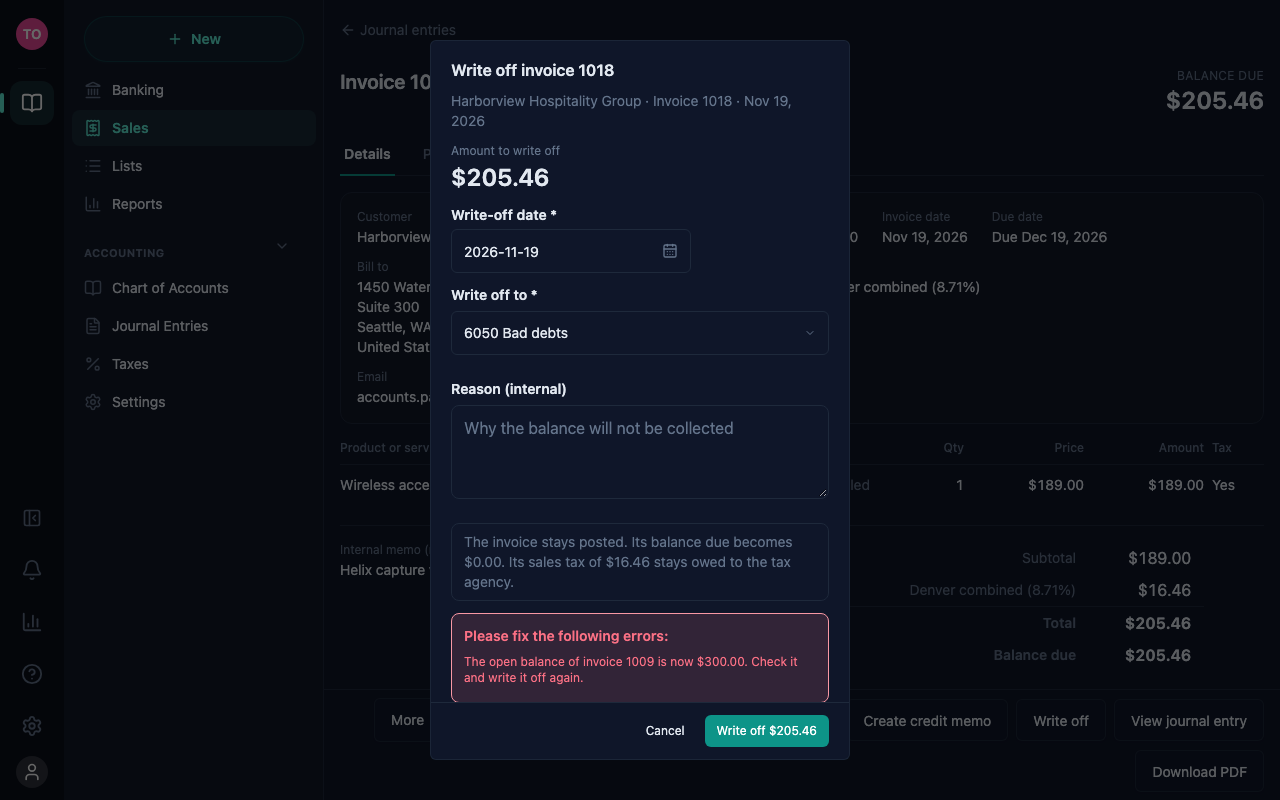 TO
New
Banking
Sales
Lists
Reports
ACCOUNTING
Chart of Accounts
Journal Entries
Taxes
Settings
Journal entries
Invoice 10
BALANCE DUE
$205.46
Details
P
Customer
Harborview
0
Invoice date
Nov 19, 2026
Due date
Due Dec 19, 2026
Bill to
1450 Water
Suite 300
Seattle, WA
United Stat
er combined (8.71%)
Email
accounts.pa
Product or serv
Qty
Price
Amount
Tax
Wireless acce
led
1
$189.00
$189.00
Yes
Internal memo (
Helix capture
Subtotal
$189.00
Denver combined (8.71%)
$16.46
Total
$205.46
Balance due
$205.46
More
Create credit memo
Write off
View journal entry
Download PDF
Write off invoice 1018
Harborview Hospitality Group · Invoice 1018 · Nov 19,
2026
Amount to write off
$205.46
Write-off date *
2026-11-19
Write off to *
6050 Bad debts
Reason (internal)
Why the balance will not be collected
The invoice stays posted. Its balance due becomes
$0.00. Its sales tax of $16.46 stays owed to the tax
agency.
Please fix the following errors:
The open balance of invoice 1009 is now $300.00. Check it
and write it off again.
Cancel
Write off $205.46